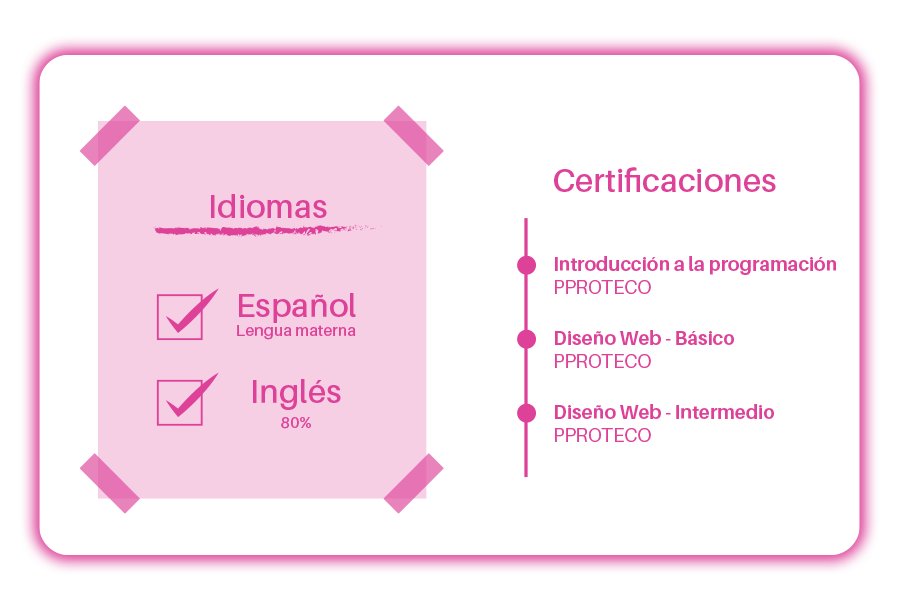 Idiomas
Español
Lengua materna
Inglés
80%
Certificaciones
Introducción a la programación
PPROTECO
Diseño Web - Básico
PPROTECO
Diseño Web - Intermedio
PPROTECO